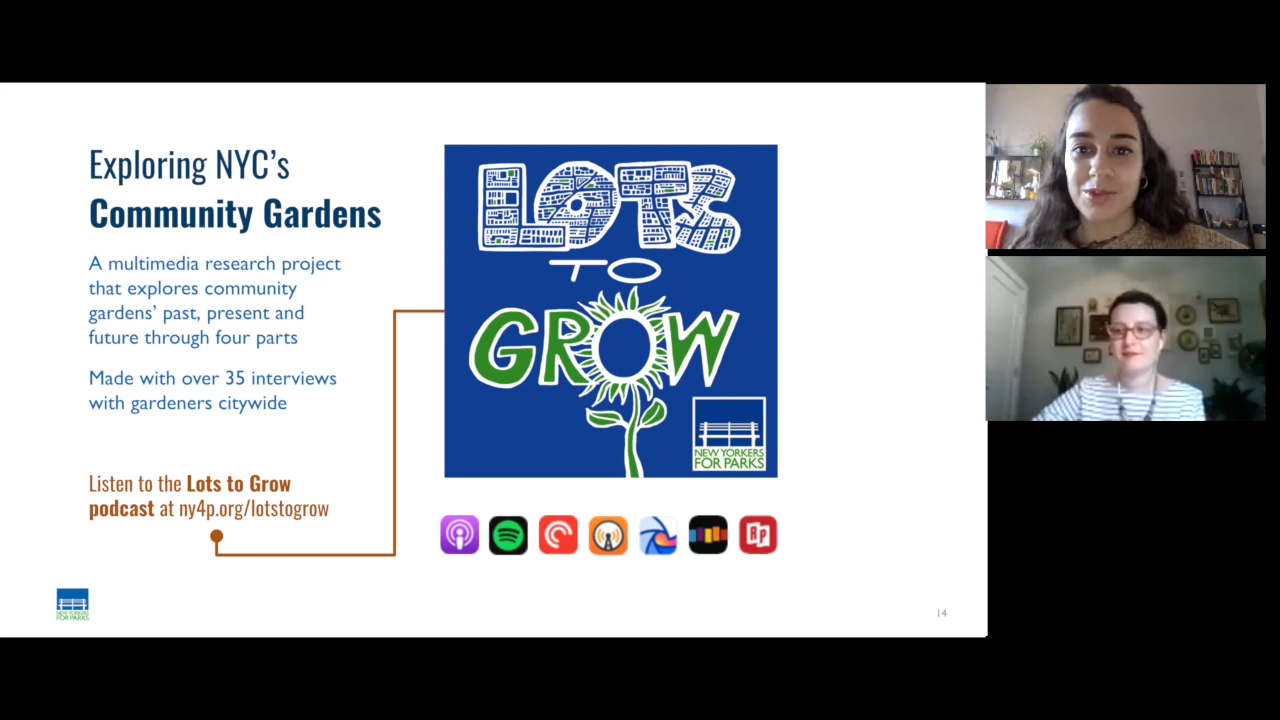 Exploring NYC's
Community Gardens
A multimedia research project
that explores community
gardens' past, present and
future through four parts
Made with over 35 interviews
with gardeners citywide
Listen to the Lots to Grow
podcast at ny4p.org/lotstogrow
LOTS
TO
GROW
NEW YORKERS
FOR PARKS
Rp
NEW YORKERS
FOR PARKS
14